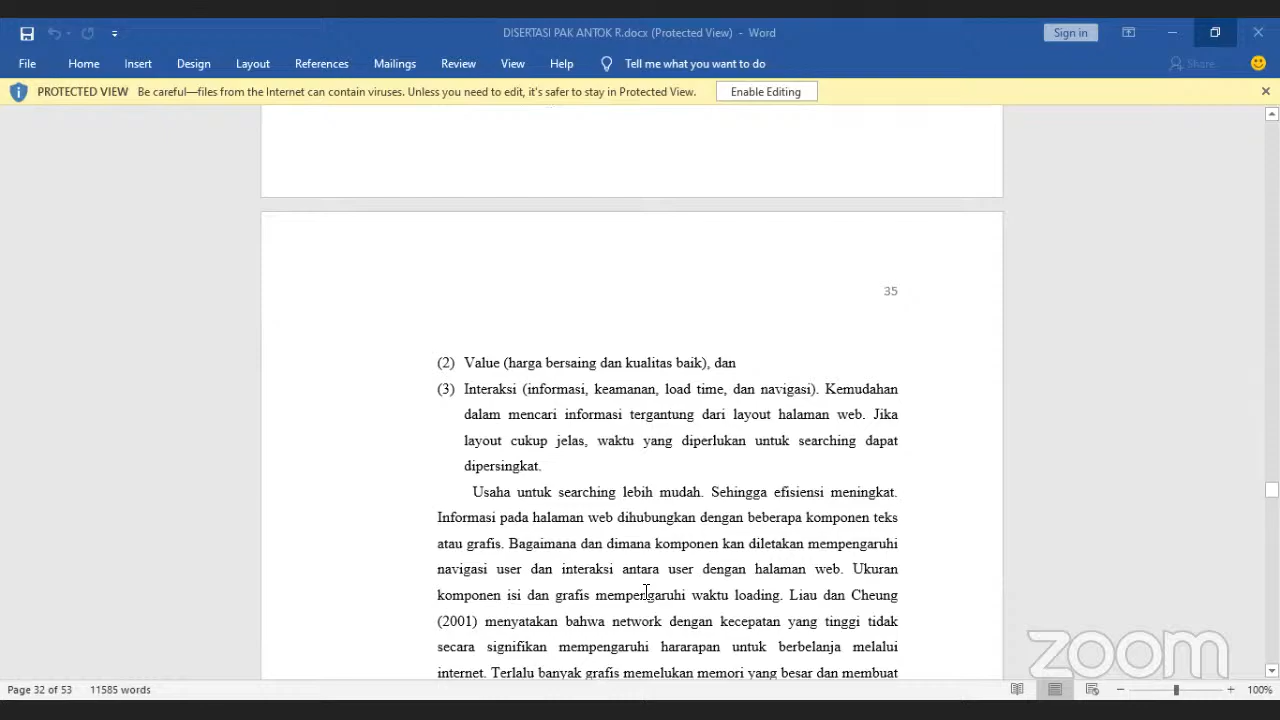 DISERTASI PAK ANTOK R.docx (Protected View) - Word
Sign in
File Home Insert Design Layout References Mailings Review View Help Tell me what you want to do Share
PROTECTED VIEW Be careful—files from the Internet can contain viruses. Unless you need to edit, it's safer to stay in Protected View. Enable Editing
35
(2) Value (harga bersaing dan kualitas baik), dan
(3) Interaksi (informasi, keamanan, load time, dan navigasi). Kemudahan
dalam mencari informasi tergantung dari layout halaman web. Jika
layout cukup jelas, waktu yang diperlukan untuk searching dapat
dipersingkat.
Usaha untuk searching lebih mudah. Sehingga efisiensi meningkat.
Informasi pada halaman web dihubungkan dengan beberapa komponen teks
atau grafis. Bagaimana dan dimana komponen kan diletakan mempengaruhi
navigasi user dan interaksi antara user dengan halaman web. Ukuran
komponen isi dan grafis mempengaruhi waktu loading. Liau dan Cheung
(2001) menyatakan bahwa network dengan kecepatan yang tinggi tidak
secara signifikan mempengaruhi hararapan untuk berbelanja melalui
internet. Terlalu banyak grafis memelukan memori yang besar dan membuat
zoom
Page 32 of 53 11585 words
100%